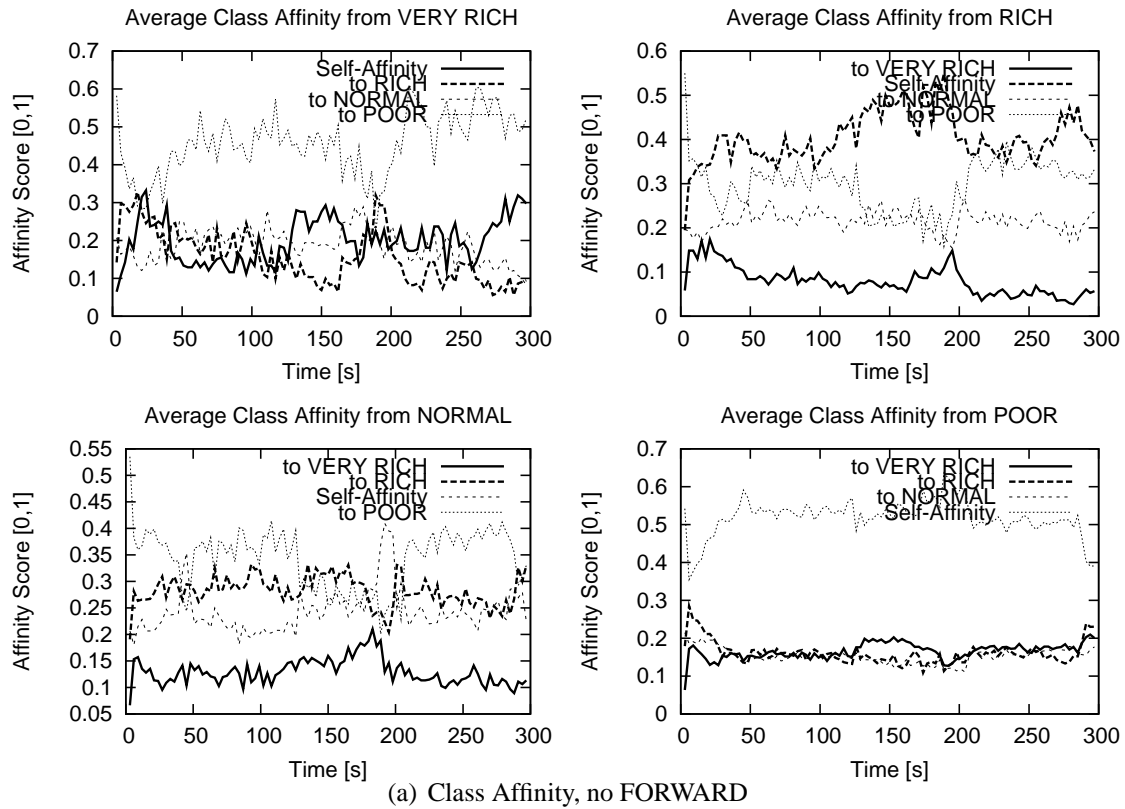 Average Class Affinity from VERY RICH
Affinity Score [0,1]
0.7
0.6
0.5
0.4
0.3
0.2
0.1
0
Self-Affinity
to RICH
to NORMAL
to POOR
0 50 100 150 200 250 300
Time [s]
Average Class Affinity from RICH
Affinity Score [0,1]
0.6
0.5
0.4
0.3
0.2
0.1
0
to VERY RICH
Self-Affinity
to NORMAL
to POOR
0 50 100 150 200 250 300
Time [s]
Average Class Affinity from NORMAL
Affinity Score [0,1]
0.55
0.5
0.45
0.4
0.35
0.3
0.25
0.2
0.15
0.1
0.05
to VERY RICH
to RICH
Self-Affinity
to POOR
0 50 100 150 200 250 300
Time [s]
Average Class Affinity from POOR
Affinity Score [0,1]
0.7
0.6
0.5
0.4
0.3
0.2
0.1
0
to VERY RICH
to RICH
to NORMAL
Self-Affinity
0 50 100 150 200 250 300
Time [s]
(a) Class Affinity, no FORWARD